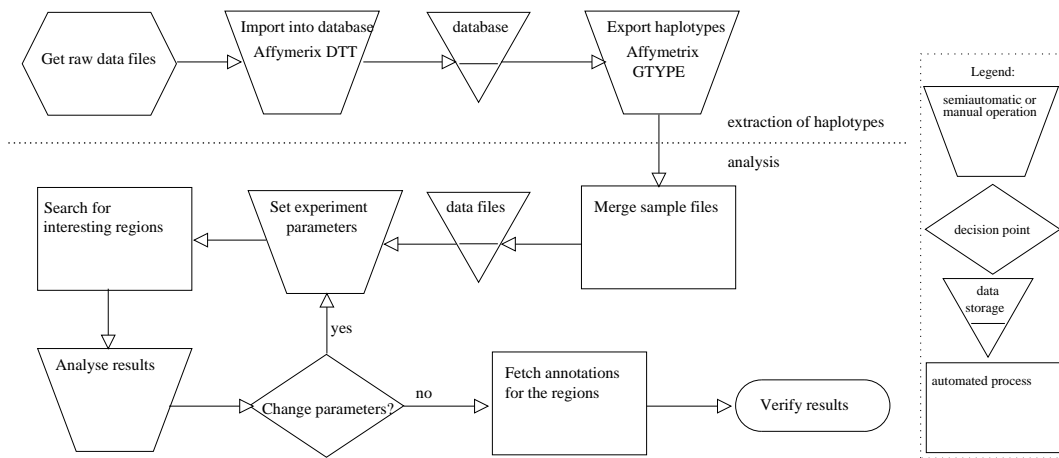 Get raw data files
Import into database
Affymerix DTT
database
Export haplotypes
Affymetrix
GTYPE
extraction of haplotypes
analysis
Merge sample files
data files
Set experiment
parameters
Search for
interesting regions
Analyse results
Change parameters?
yes
no
Fetch annotations
for the regions
Verify results
Legend:
semiautomatic or
manual operation
decision point
data
storage
automated process